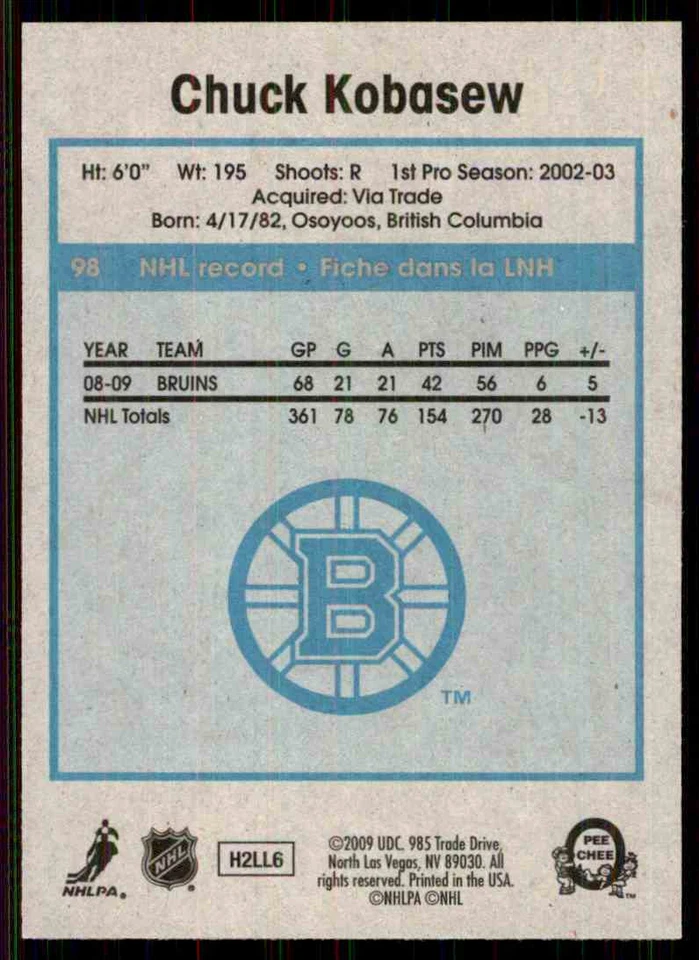 Chuck Kobasew
Ht: 6'0" Wt: 195 Shoots: R 1st Pro Season: 2002-03
Acquired: Via Trade
Born: 4/17/82, Osoyoos, British Columbia
98 NHL record • Fiche dans la LNH
YEAR TEAM GP G A PTS PIM PPG +/-
08-09 BRUINS 68 21 21 42 56 6 5
NHL Totals 361 78 76 154 270 28 -13
B
TM
NHLPA®
NHL
H2LL6
©2009 UDC. 985 Trade Drive,
North Las Vegas, NV 89030. All
rights reserved. Printed in the USA.
©NHLPA ©NHL
O
PEE
CHEE
TM